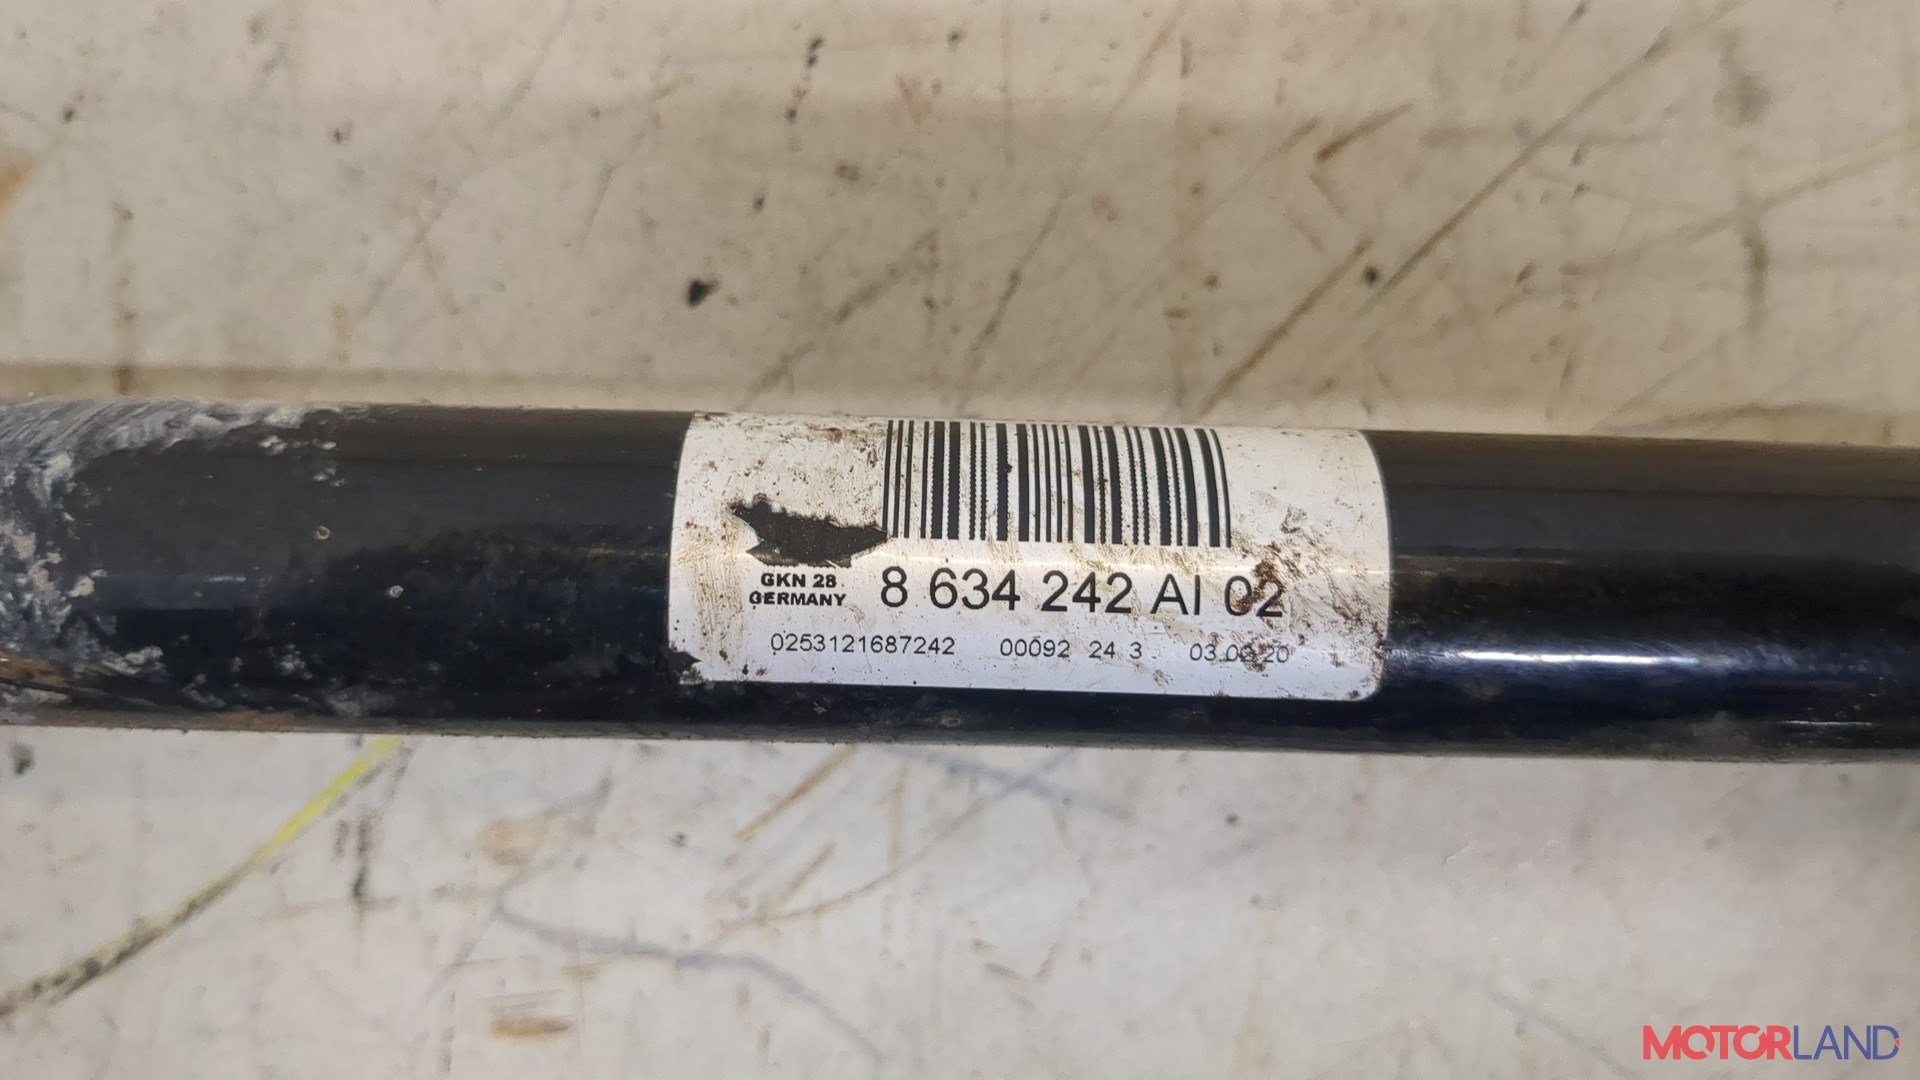 GKN 28
GERMANY
8 634 242 AI 02
0253121687242 00092 24 3
MOTORLAND